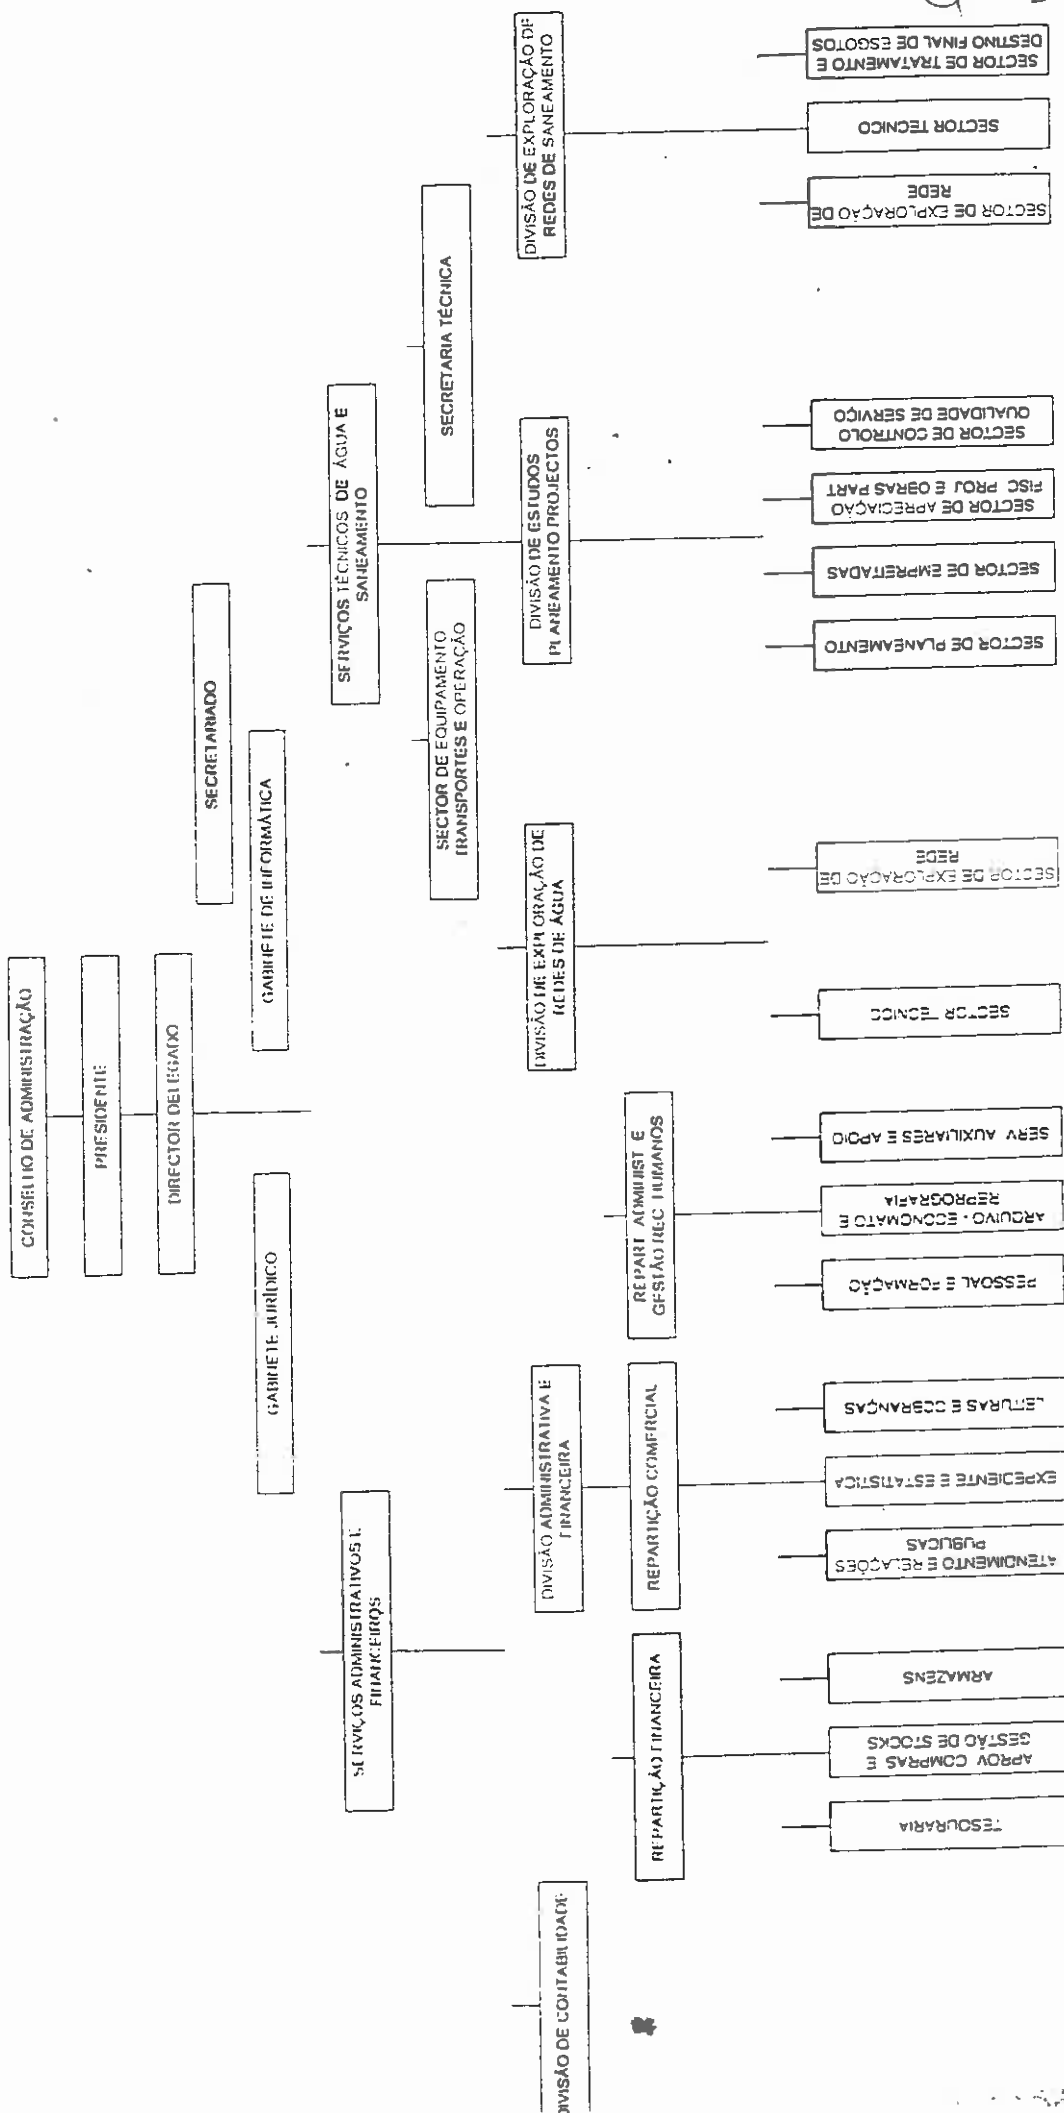 CONSELHO DE ADMINISTRAÇÃO
PRESIDENTE
DIRECTOR DELEGADO
SECRETARIADO
GABINETE JURÍDICO
GABINETE DE INFORMÁTICA
SERVIÇOS ADMINISTRATIVOS E
FINANCEIROS
SERVIÇOS TÉCNICOS DE ÁGUA E
SANEAMENTO
SECTOR DE EQUIPAMENTO
TRANSPORTES E OPERAÇÃO
SECRETARIA TÉCNICA
DIVISÃO DE CONTABILIDADE
DIVISÃO ADMINISTRATIVA E
FINANCEIRA
DIVISÃO DE EXPLORAÇÃO DE
REDES DE ÁGUA
DIVISÃO DE ESTUDOS
PLANEAMENTO PROJECTOS
DIVISÃO DE EXPLORAÇÃO DE
REDES DE SANEAMENTO
REPARTIÇÃO FINANCEIRA
REPARTIÇÃO COMERCIAL
REPART ADMINIST E
GESTÃO REC HUMANOS
TESOURARIA
APROV COMPRAS E
GESTÃO DE STOCKS
ARMAZENS
ATENDIMENTO E RELAÇÕES
PUBLICAS
EXPEDIENTE E ESTATISTICA
LEITURAS E COBRANÇAS
PESSOAL E FORMAÇÃO
ARQUIVO - ECONOMATO E
REPROGRAFIA
SERV AUXILIARES E APOIO
SECTOR TÉCNICO
SECTOR DE EXPLORAÇÃO DE
REDE
SECTOR DE PLANEAMENTO
SECTOR DE EMPREITADAS
SECTOR DE APRECIAÇÃO
FISC PROJ E OBRAS PART
SECTOR DE CONTROLO
QUALIDADE DE SERVIÇO
SECTOR DE EXPLORAÇÃO DE
REDE
SECTOR TECNICO
SECTOR DE TRATAMENTO E
DESTINO FINAL DE ESGOTOS